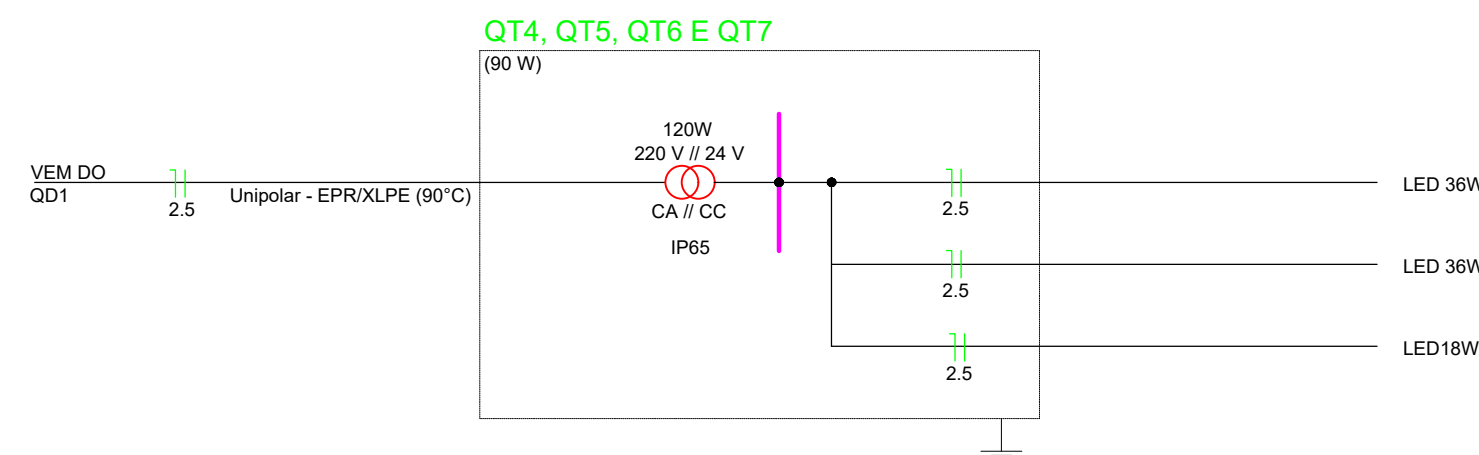 QT4, QT5, QT6 E QT7
(90 W)
120W
220 V // 24 V
CA // CC
IP65
VEM DO
QD1
2.5
Unipolar - EPR/XLPE (90°C)
2.5
LED 36W
2.5
LED 36W
2.5
LED18W